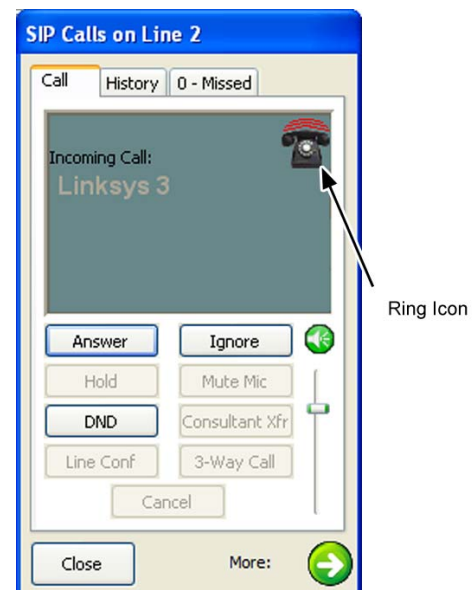 SIP Calls on Line 2
Call History 0 - Missed
Incoming Call:
Linksys 3
Ring Icon
Answer Ignore
Hold Mute Mic
DND Consultant Xfr
Line Conf 3-Way Call
Cancel
Close More: